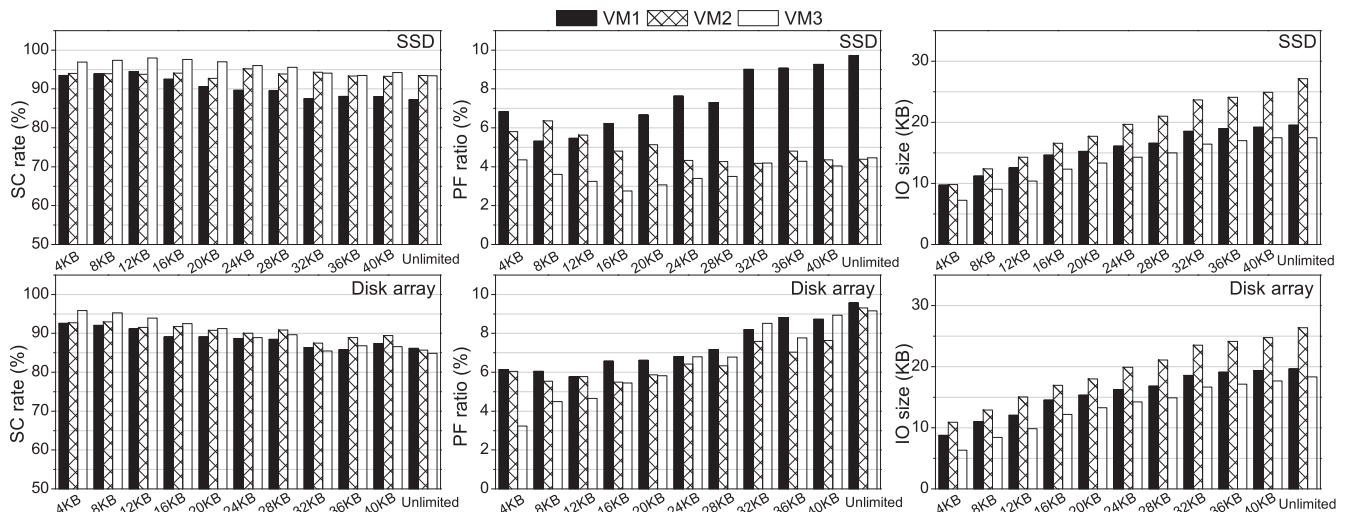 VM1 VM2 VM3
SSD
SC rate (%)
100
90
80
70
60
50
4KB 8KB 12KB 16KB 20KB 24KB 28KB 32KB 36KB 40KB Unlimited
SSD
PF ratio (%)
10
8
6
4
2
0
4KB 8KB 12KB 16KB 20KB 24KB 28KB 32KB 36KB 40KB Unlimited
SSD
IO size (KB)
30
20
10
0
4KB 8KB 12KB 16KB 20KB 24KB 28KB 32KB 36KB 40KB Unlimited
Disk array
SC rate (%)
100
90
80
70
60
50
4KB 8KB 12KB 16KB 20KB 24KB 28KB 32KB 36KB 40KB Unlimited
Disk array
PF ratio (%)
10
8
6
4
2
0
4KB 8KB 12KB 16KB 20KB 24KB 28KB 32KB 36KB 40KB Unlimited
Disk array
IO size (KB)
30
20
10
0
4KB 8KB 12KB 16KB 20KB 24KB 28KB 32KB 36KB 40KB Unlimited